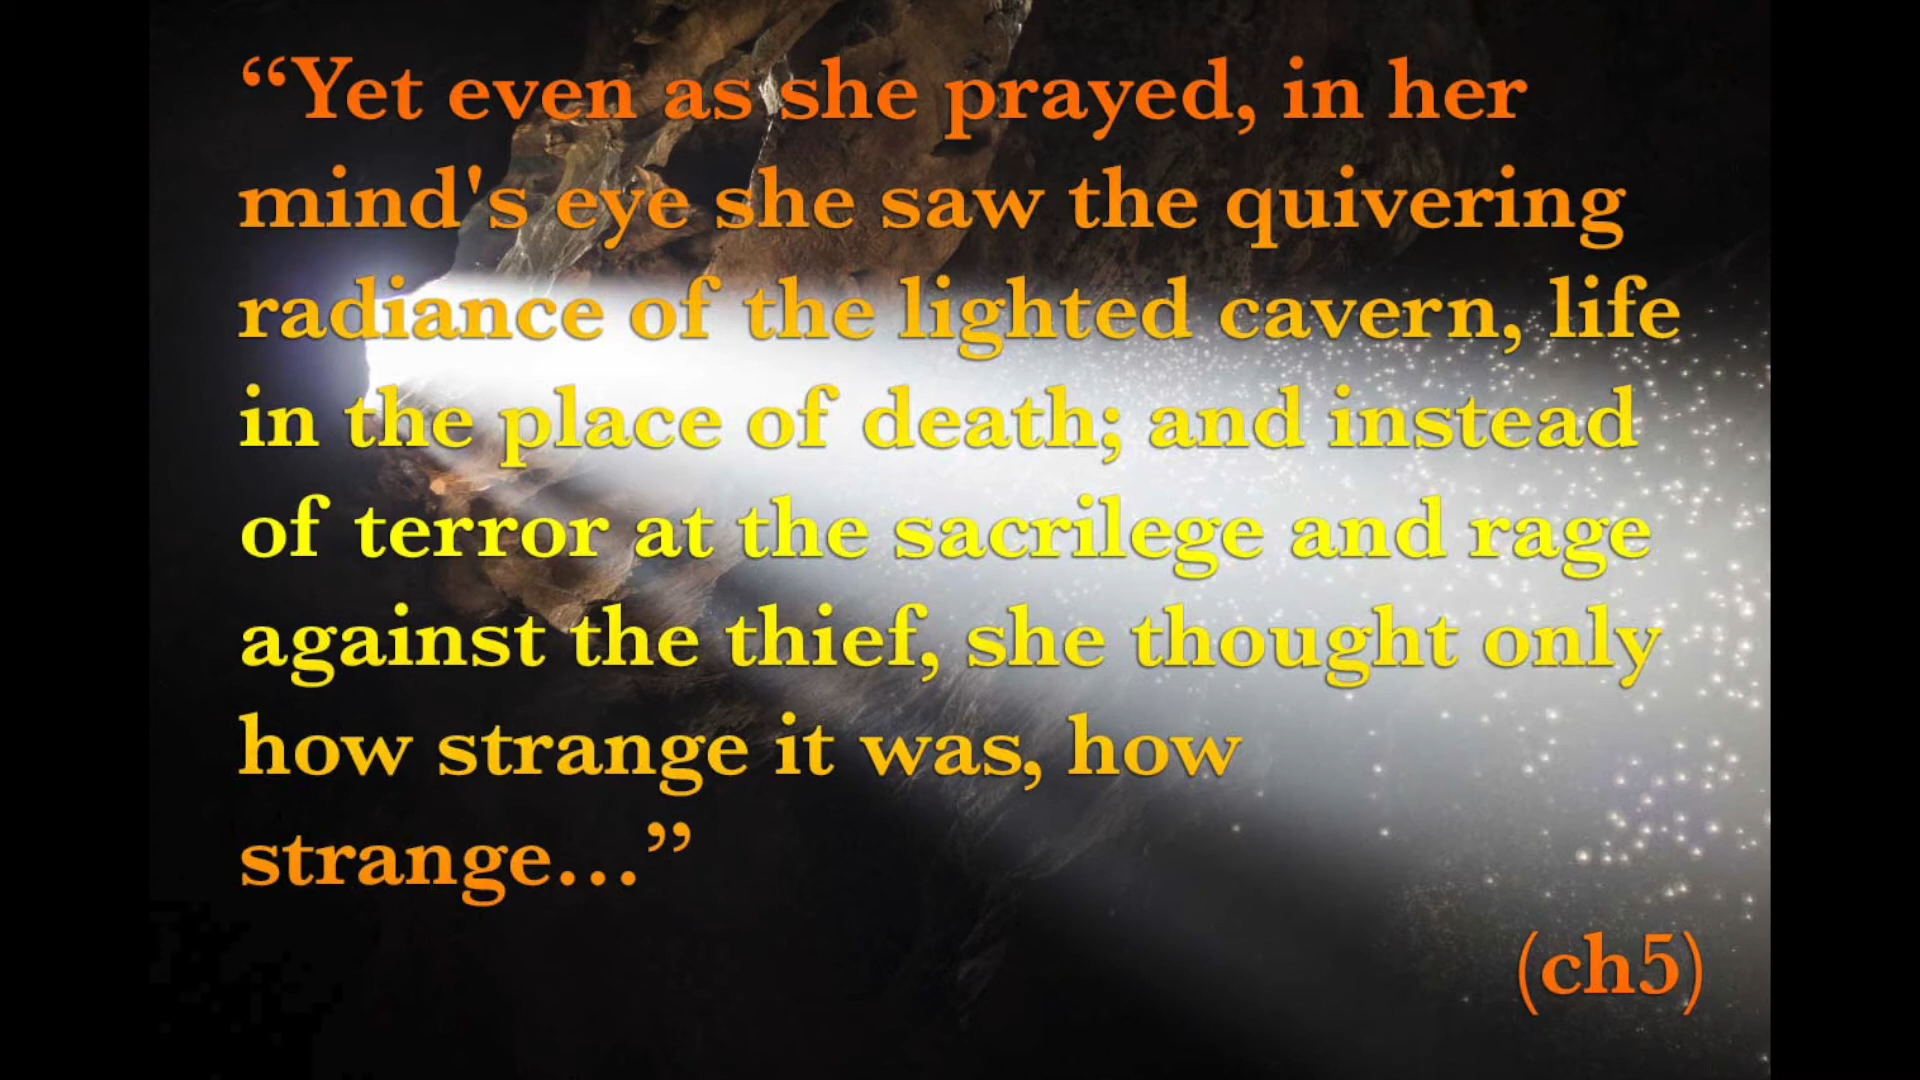 “Yet even as she prayed, in her
mind's eye she saw the quivering
radiance of the lighted cavern, life
in the place of death; and instead
of terror at the sacrilege and rage
against the thief, she thought only
how strange it was, how
strange…”
(ch5)